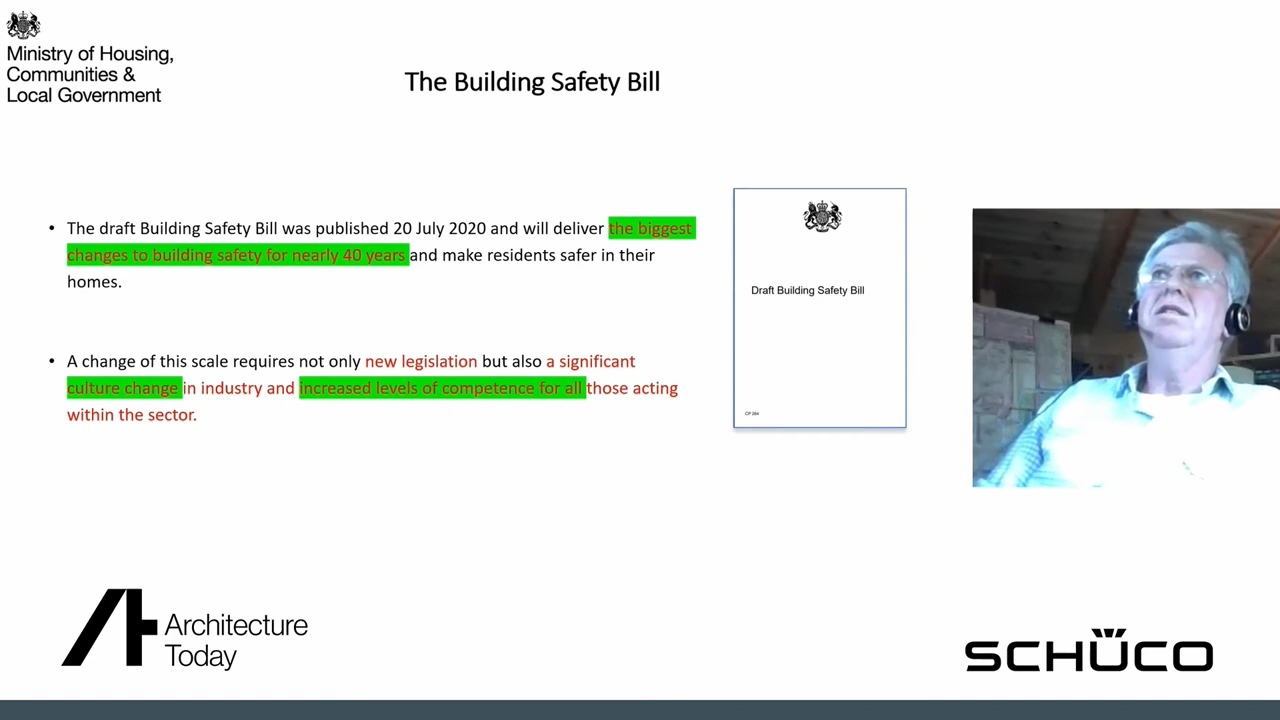 Ministry of Housing,
Communities &
Local Government
The Building Safety Bill
• The draft Building Safety Bill was published 20 July 2020 and will deliver the biggest
changes to building safety for nearly 40 years and make residents safer in their
homes.
• A change of this scale requires not only new legislation but also a significant
culture change in industry and increased levels of competence for all those acting
within the sector.
Draft Building Safety Bill
CP 264
Architecture
Today
SCHÜCO